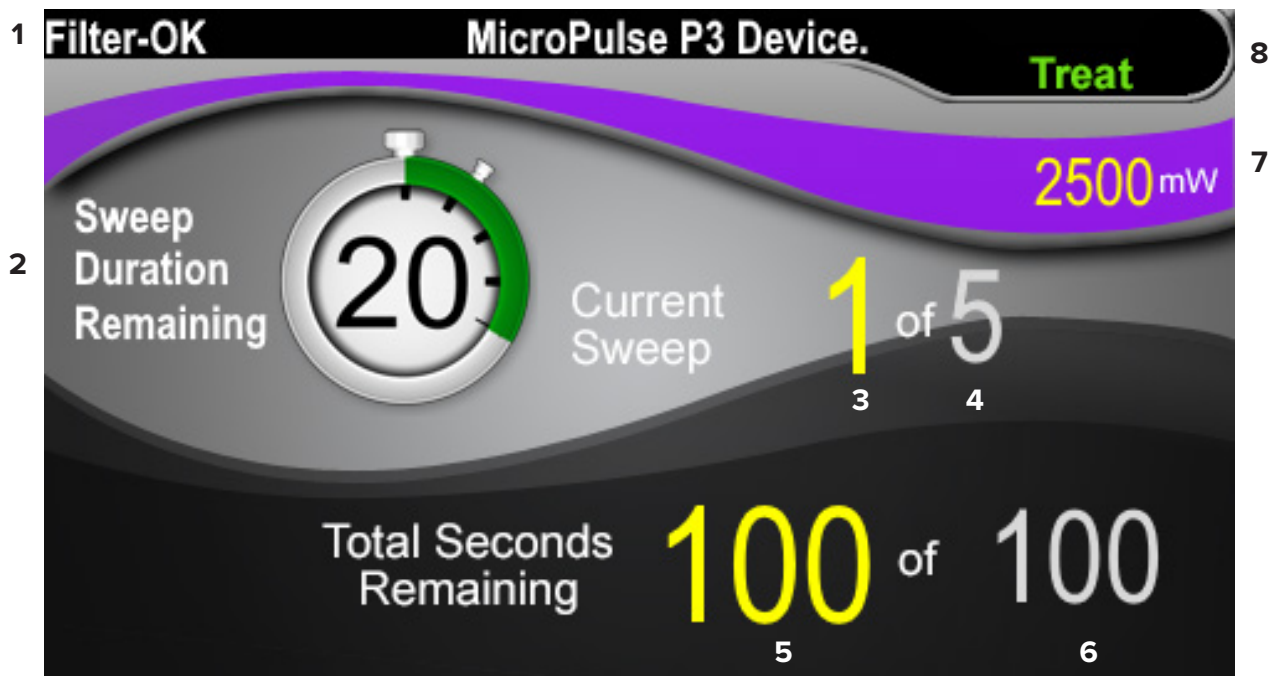 1
Filter-OK
MicroPulse P3 Device.
8
Treat
7
2500 mW
2
Sweep
Duration
Remaining
20
Current
Sweep
1 of 5
3
4
Total Seconds
Remaining
100 of 100
5
6